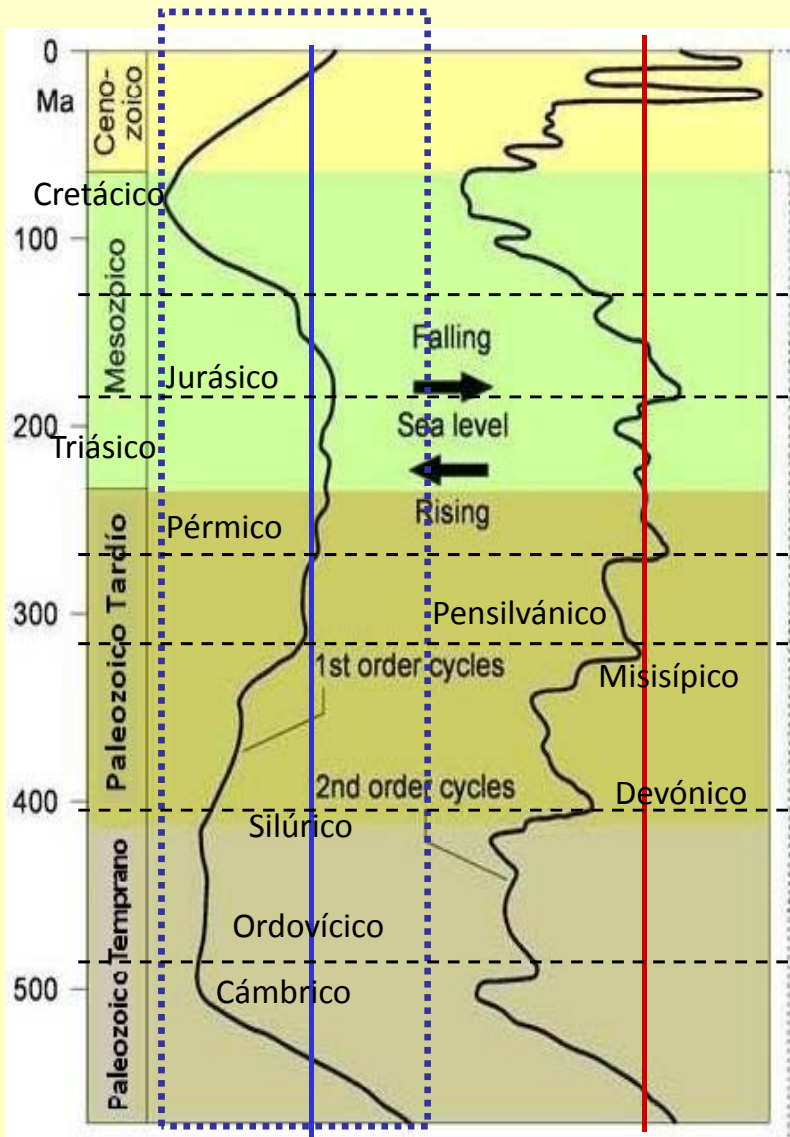 0
Ma
Ceno-
zoico
Cretácico
100
Mesozoico
Falling
Jurásico
Sea level
200
Triásico
Rising
Pérmico
Paleozoico Tardío
300
Pensilvánico
1st order cycles
Misisípico
2nd order cycles
Devónico
400
Silúrico
Paleozoico Temprano
Ordovícico
500
Cámbrico